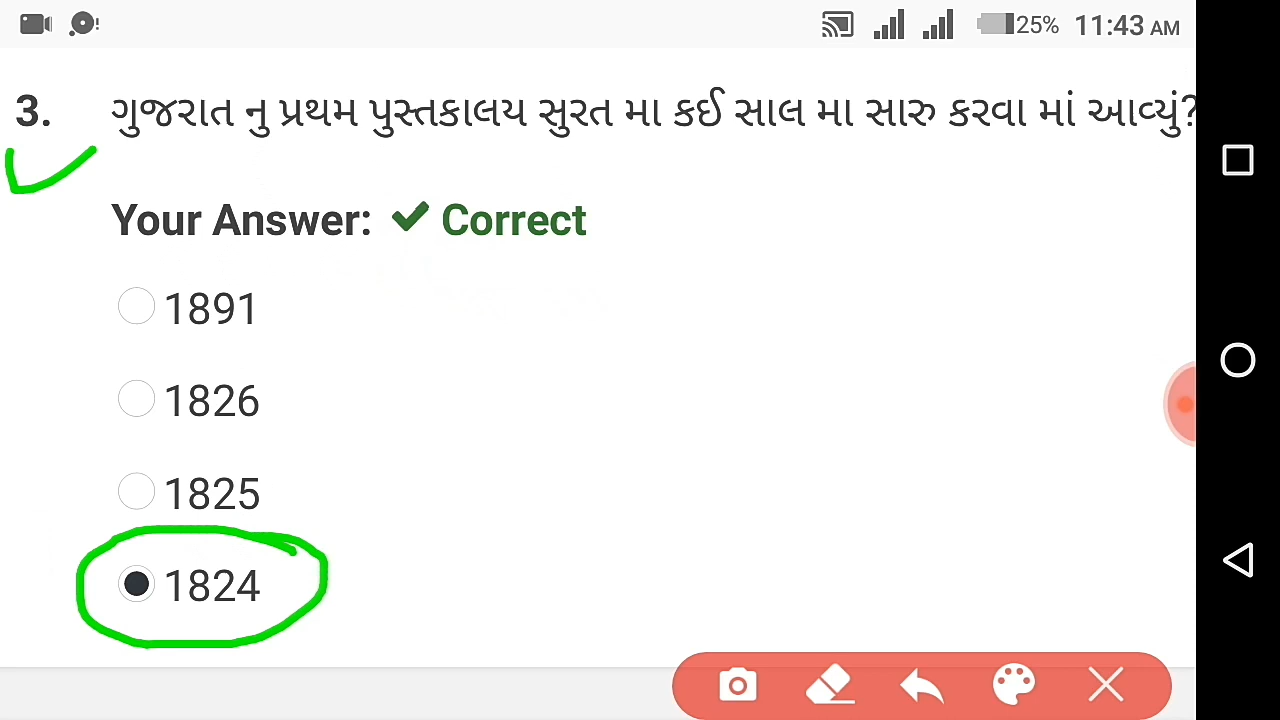 25% 11:43 AM
3. ગુજરાત નુ પ્રથમ પુસ્તકાલય સુરત મા કઈ સાલ મા સારુ કરવા માં આવ્યું?
Your Answer: ✔ Correct
1891
1826
1825
1824